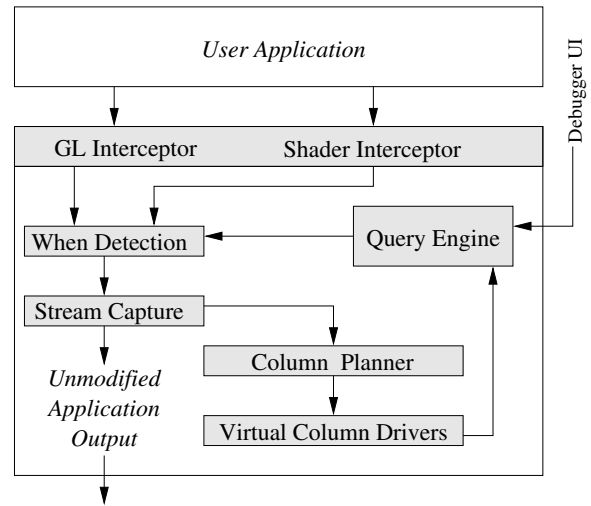 User Application
Debugger UI
GL Interceptor
Shader Interceptor
When Detection
Query Engine
Stream Capture
Column Planner
Unmodified
Application
Output
Virtual Column Drivers